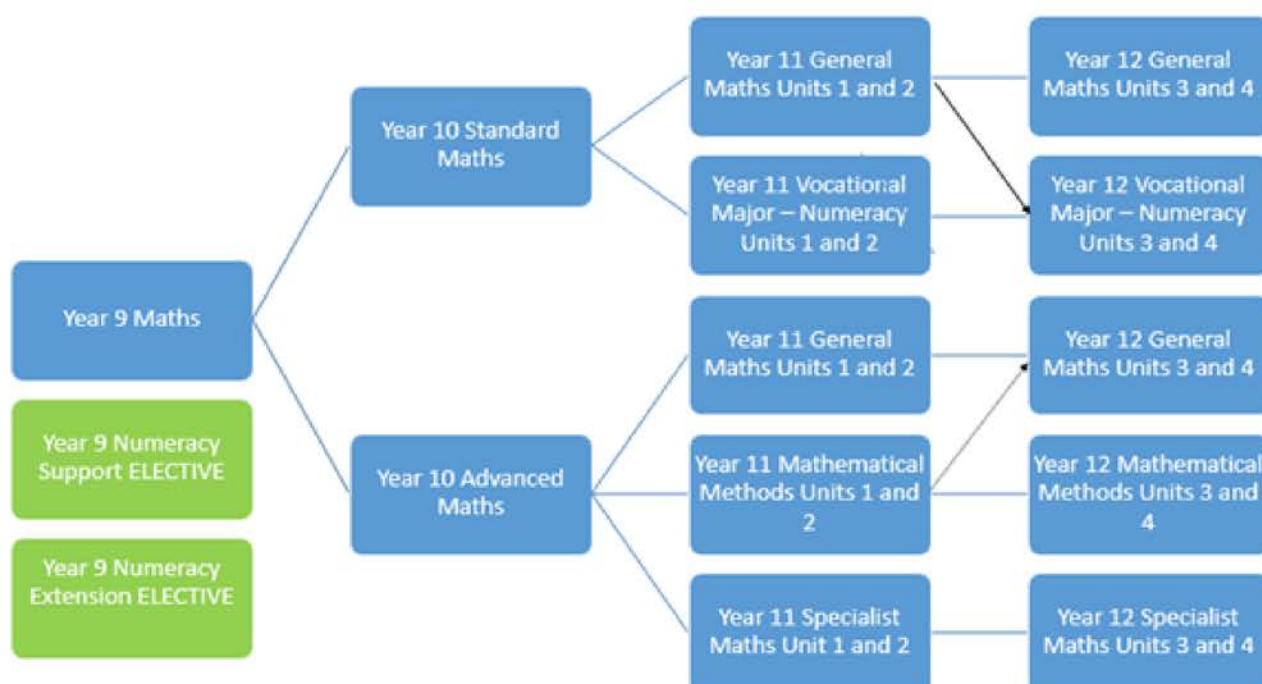 Year 9 Maths
Year 9 Numeracy
Support ELECTIVE
Year 9 Numeracy
Extension ELECTIVE
Year 10 Standard
Maths
Year 10 Advanced
Maths
Year 11 General
Maths Units 1 and 2
Year 11 Vocational
Major – Numeracy
Units 1 and 2
Year 11 General
Maths Units 1 and 2
Year 11 Mathematical
Methods Units 1 and
2
Year 11 Specialist
Maths Unit 1 and 2
Year 12 General
Maths Units 3 and 4
Year 12 Vocational
Major – Numeracy
Units 3 and 4
Year 12 General
Maths Units 3 and 4
Year 12 Mathematical
Methods Units 3 and
4
Year 12 Specialist
Maths Units 3 and 4